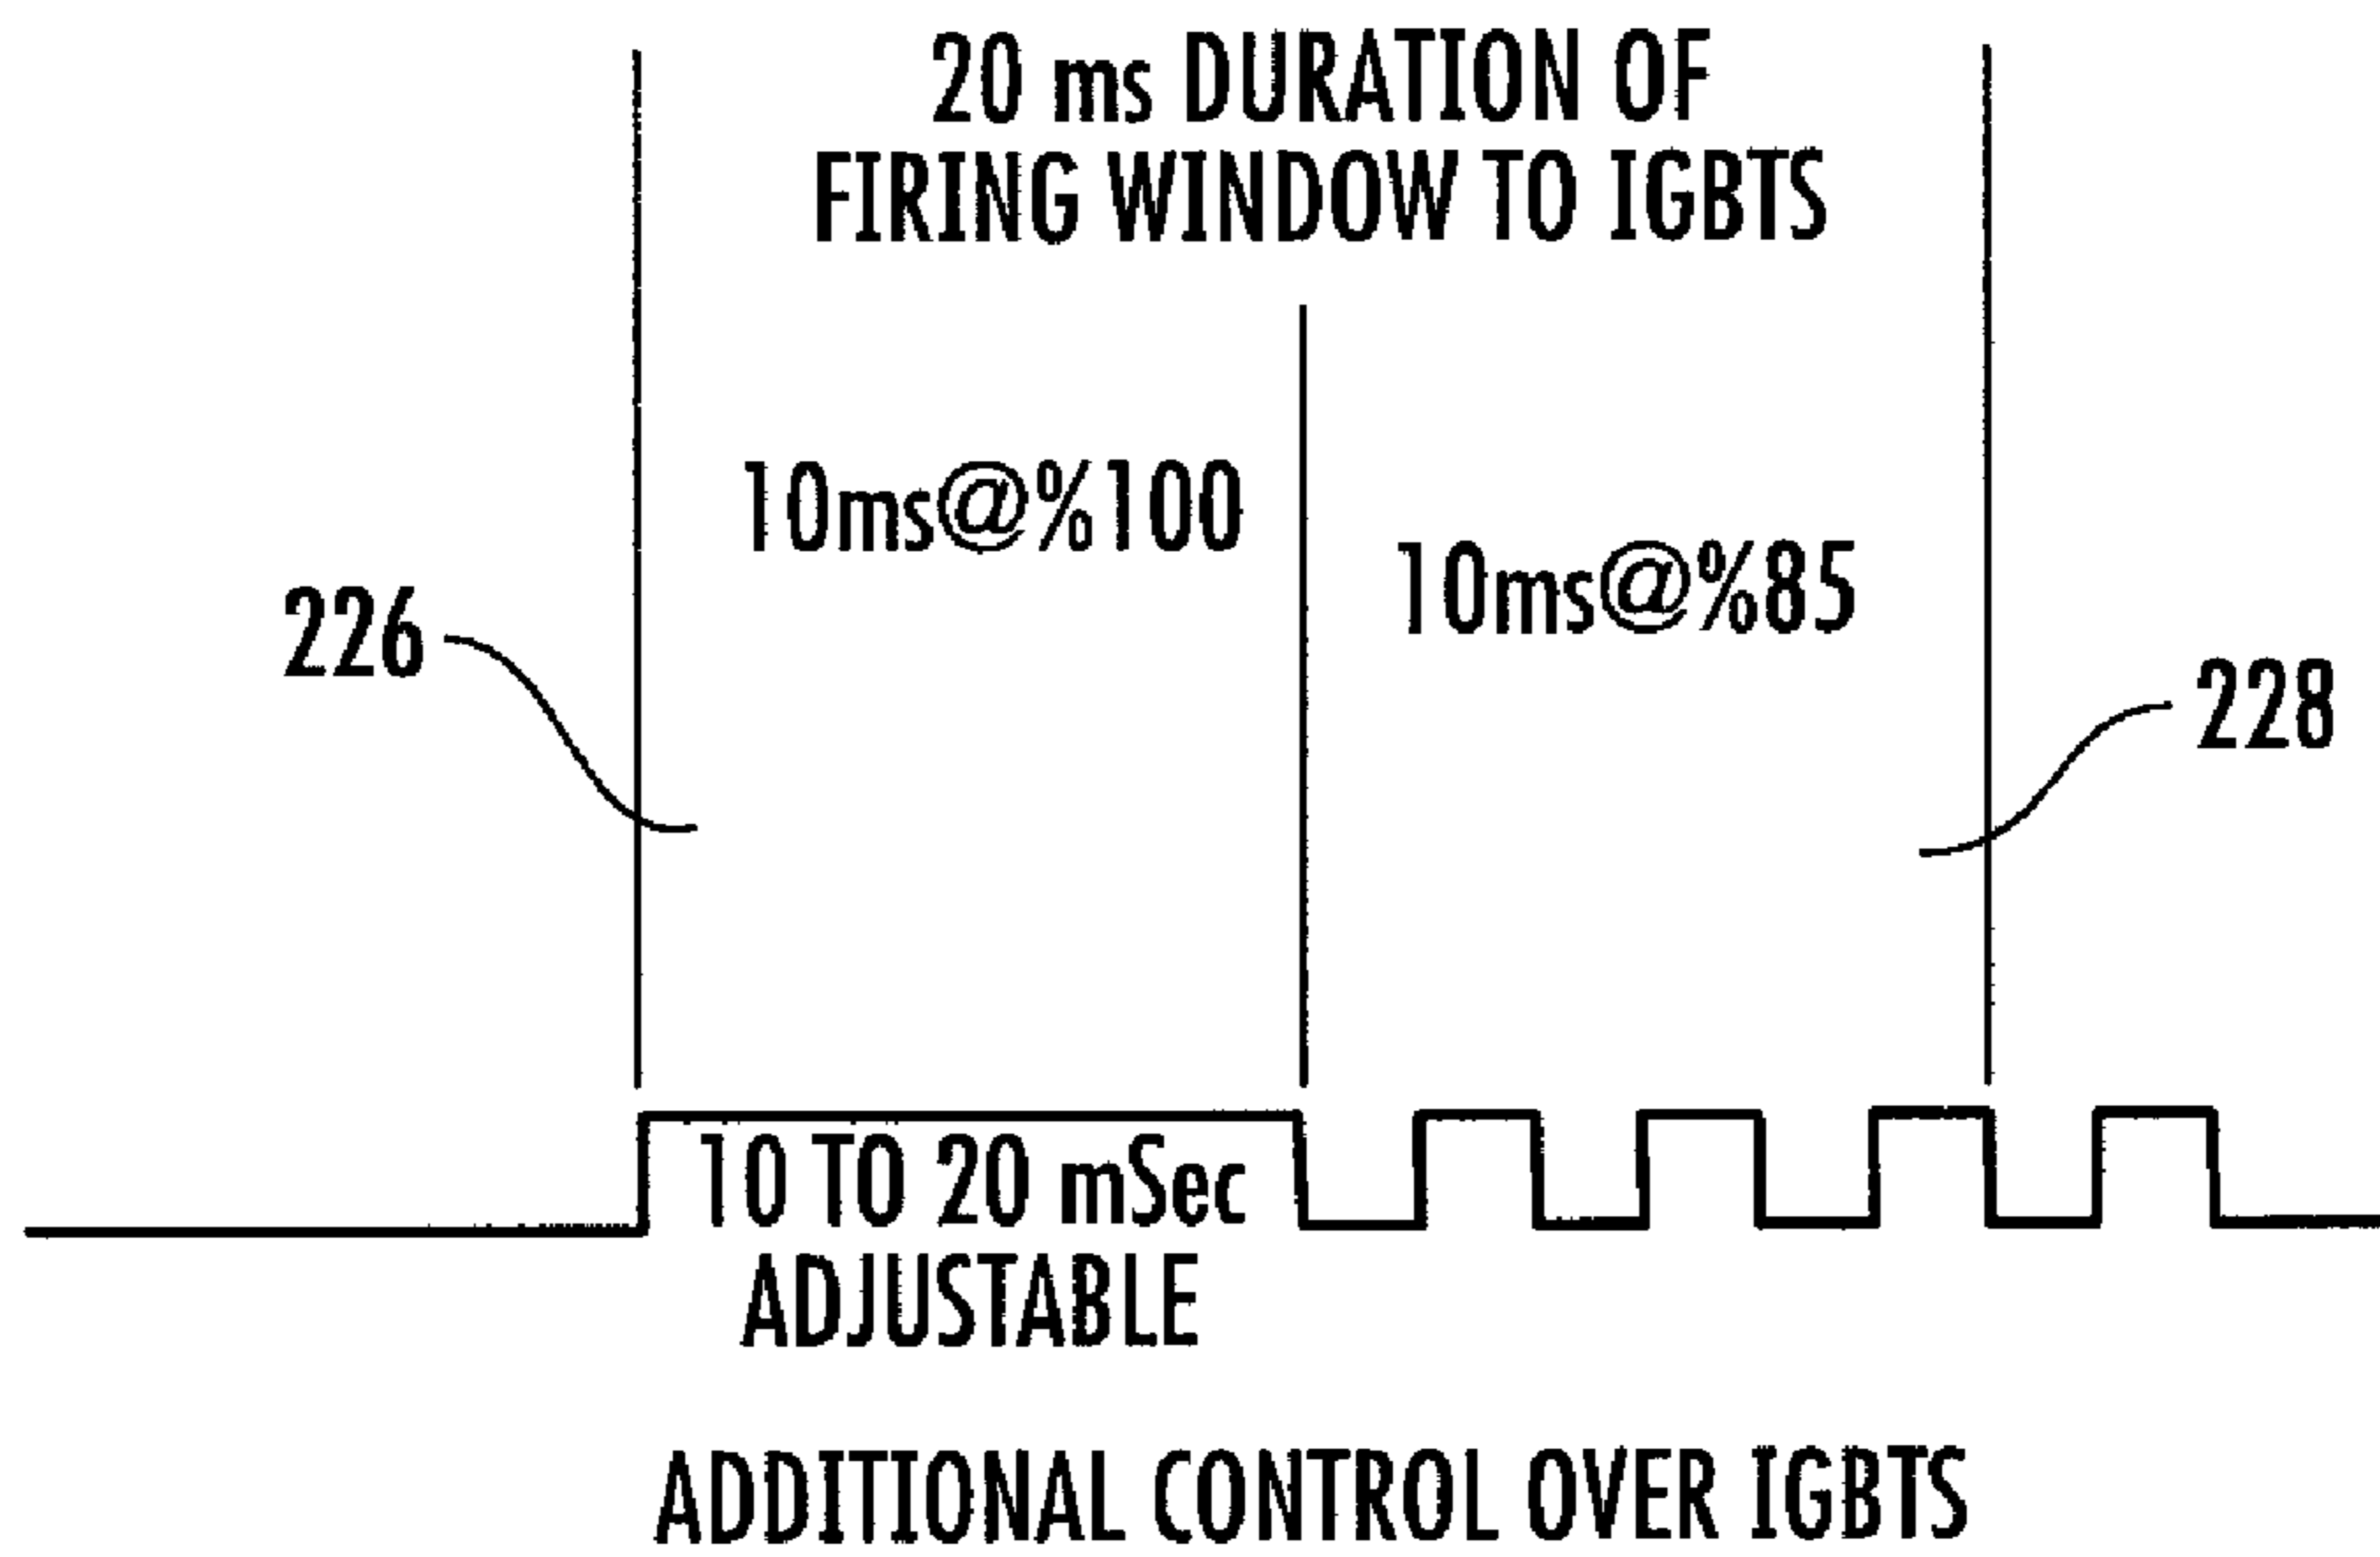 20 ms DURATION OF
FIRING WINDOW TO IGBTS
10ms@%100
10ms@%85
226
228
10 TO 20 mSec
ADJUSTABLE
ADDITIONAL CONTROL OVER IGBTS